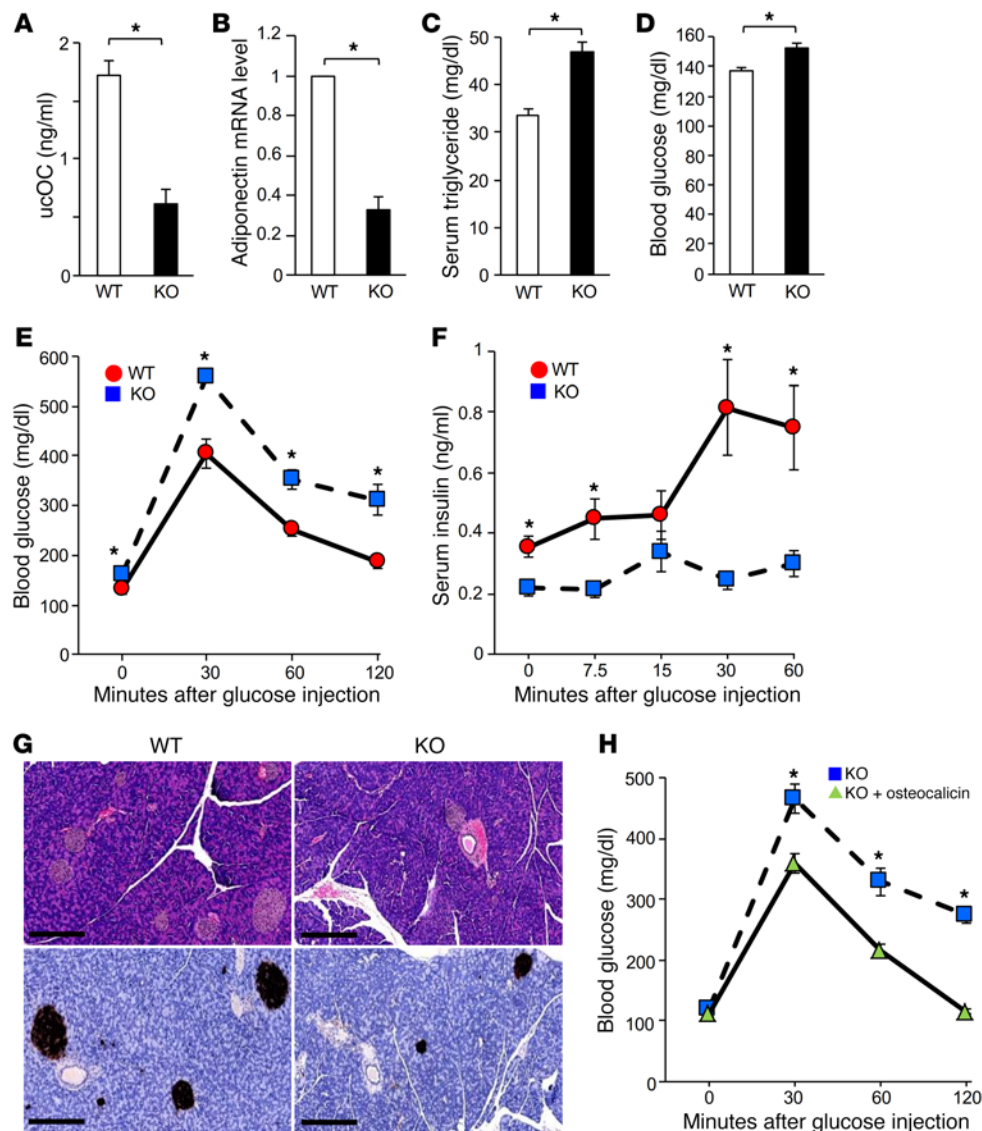 A
*
2
1
0
ucOC (ng/ml)
WT
KO
B
*
1.2
1
0.8
0.6
0.4
0.2
Adiponectin mRNA level
WT
KO
C
*
50
40
30
20
10
0
Serum triglyceride (mg/dl)
WT
KO
D
*
160
140
120
100
80
60
40
140
0
Blood glucose (mg/dl)
WT
KO
E
WT
KO
600
500
400
300
200
100
0
Blood glucose (mg/dl)
*
*
*
*
0
30
60
120
Minutes after glucose injection
F
WT
KO
1
0.8
0.6
0.4
0.2
0
Serum insulin (ng/ml)
*
*
*
*
0
7.5
15
30
60
Minutes after glucose injection
G
WT
KO
H
KO
KO + osteocalicin
500
400
300
200
100
0
Blood glucose (mg/dl)
*
*
*
0
30
60
120
Minutes after glucose injection